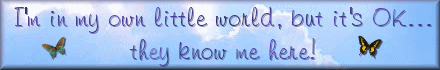 I'm in my own little world, but it's OK...
they know me here!